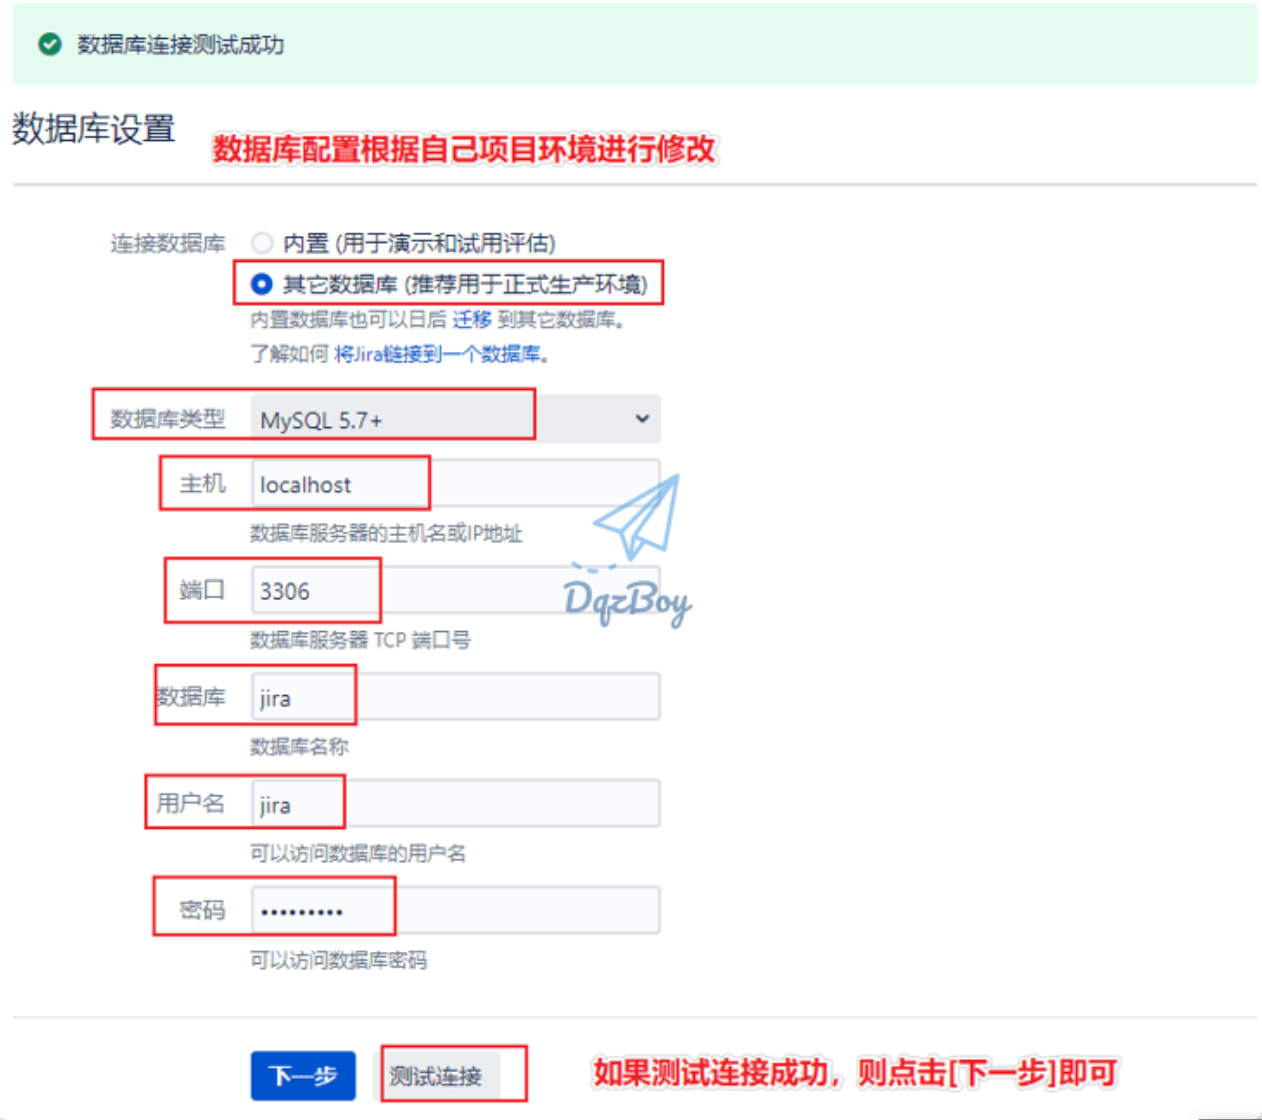 数据库连接测试成功
数据库设置
数据库配置根据自己项目环境进行修改
连接数据库
内置 (用于演示和试用评估)
其它数据库 (推荐用于正式生产环境)
内置数据库也可以日后 迁移 到其它数据库。
了解如何 将Jira链接到一个数据库。
数据库类型 MySQL 5.7+
主机 localhost
数据库服务器的主机名或IP地址
DqzBoy
端口 3306
数据库服务器 TCP 端口号
数据库 jira
数据库名称
用户名 jira
可以访问数据库的用户名
密码 •••••••••
可以访问数据库密码
下一步 测试连接 如果测试连接成功，则点击[下一步]即可